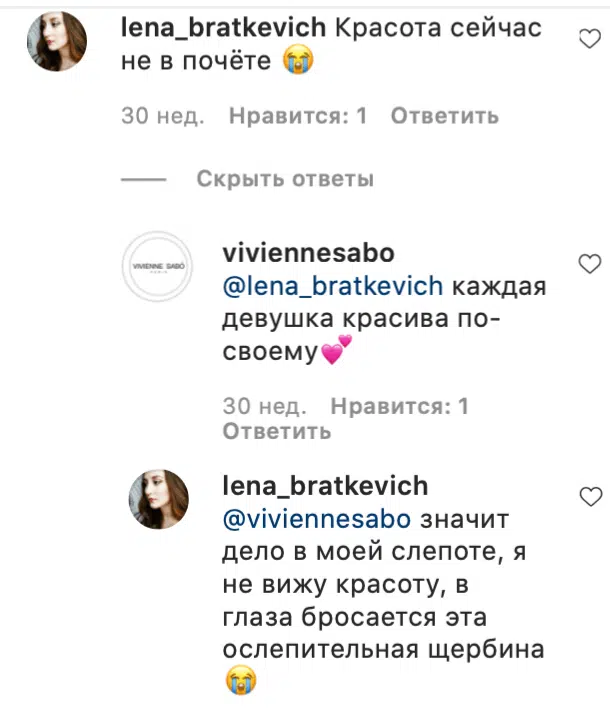 lena_bratkevich Красота сейчас
не в почёте 😭
30 нед. Нравится: 1 Ответить
Скрыть ответы
VIVIENNE SABÓ
PARIS
viviennesabo
@lena_bratkevich каждая
девушка красива по-
своему💕
30 нед. Нравится: 1
Ответить
lena_bratkevich
@viviennesabo значит
дело в моей слепоте, я
не вижу красоту, в
глаза бросается эта
ослепительная щербина
😭